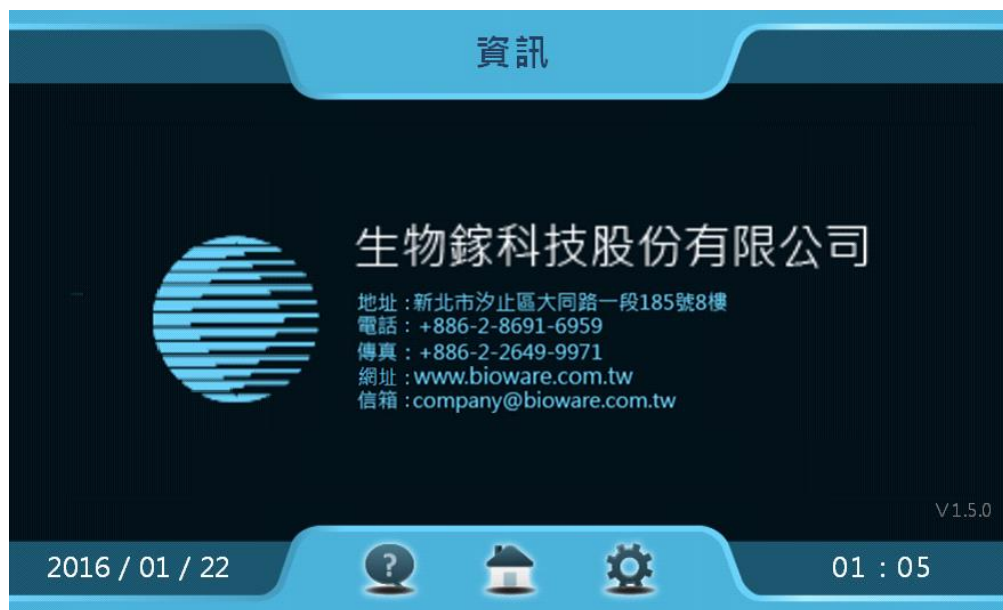 資訊
生物鎵科技股份有限公司
地址：新北市汐止區大同路一段185號8樓
電話：+886-2-8691-6959
傳真：+886-2-2649-9971
網址：www.bioware.com.tw
信箱：company@bioware.com.tw
V1.5.0
2016 / 01 / 22
?
01：05